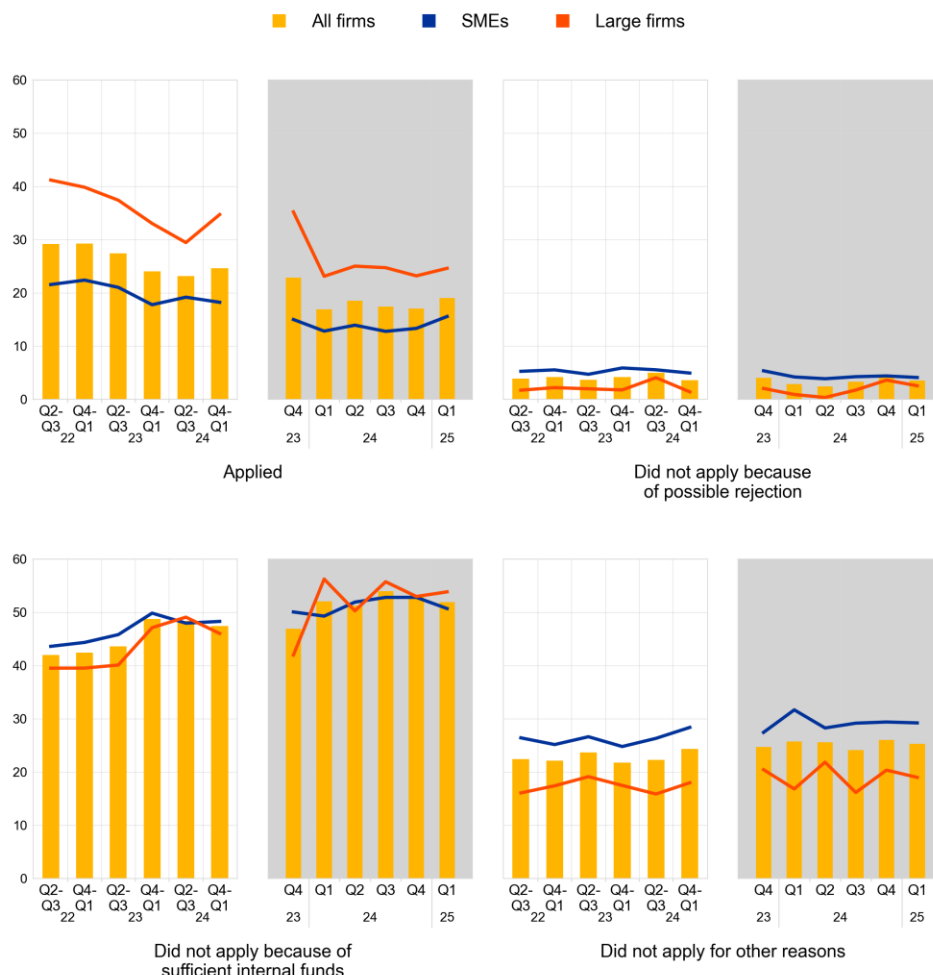 All firms SMEs Large firms
60
50
40
30
20
10
0
Q2- Q4- Q2- Q4- Q2- Q4- Q4 Q1 Q2 Q3 Q4 Q1 Q2- Q4- Q2- Q4- Q2- Q4- Q4 Q1 Q2 Q3 Q4 Q1
Q3 Q1 Q3 Q1 Q3 Q1 Q3 Q1 Q3 Q1 Q3 Q1
22 23 24 23 24 25 22 23 24 23 24 25
Applied
Did not apply because
of possible rejection
60
50
40
30
20
10
0
Q2- Q4- Q2- Q4- Q2- Q4- Q4 Q1 Q2 Q3 Q4 Q1 Q2- Q4- Q2- Q4- Q2- Q4- Q4 Q1 Q2 Q3 Q4 Q1
Q3 Q1 Q3 Q1 Q3 Q1 Q3 Q1 Q3 Q1 Q3 Q1
22 23 24 23 24 25 22 23 24 23 24 25
Did not apply because of
sufficient internal funds
Did not apply for other reasons